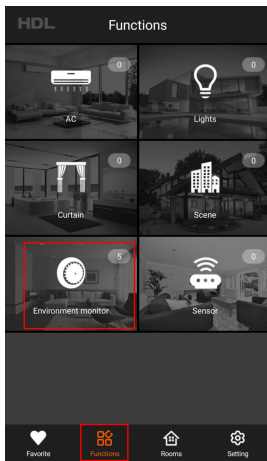 HDL
Functions
0
0
AC
Lights
0
0
Curtain
Scene
5
0
Environment monitor
Sensor
Favorite
Functions
Rooms
Setting